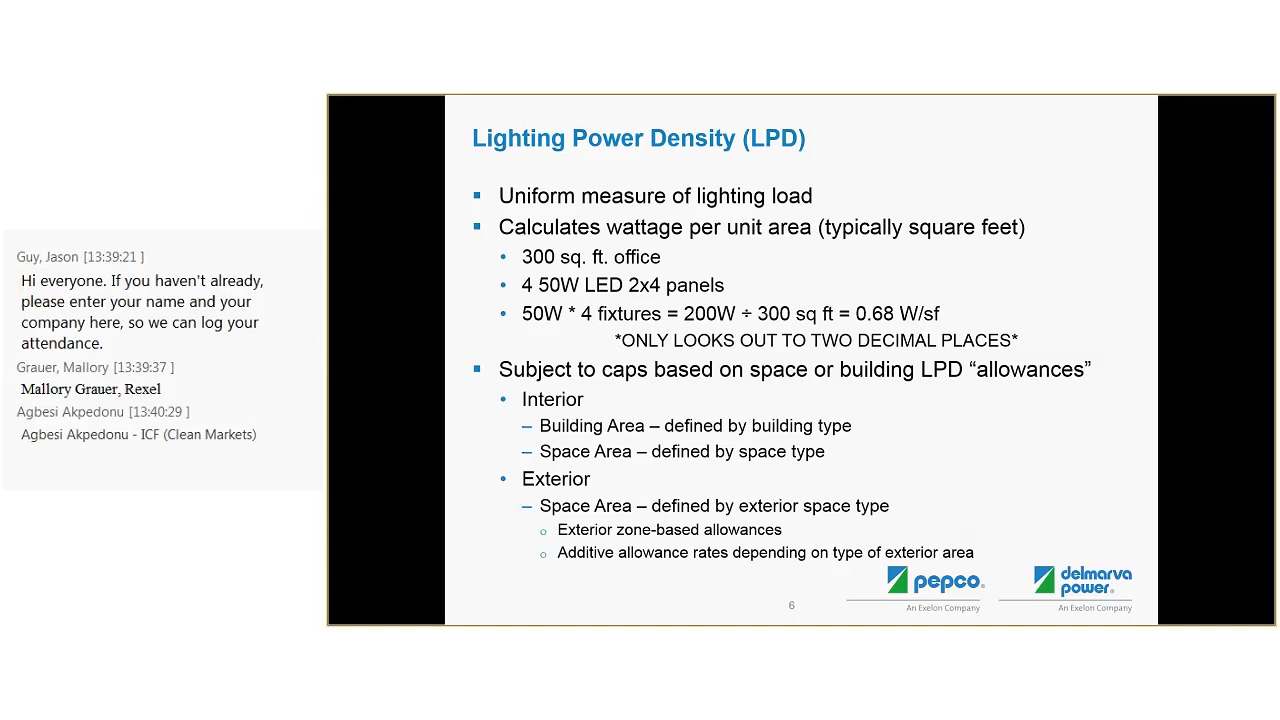 Guy, Jason [13:39:21 ]
Hi everyone. If you haven't already,
please enter your name and your
company here, so we can log your
attendance.
Grauer, Mallory [13:39:37 ]
Mallory Grauer, Rexel
Agbesi Akpedonu [13:40:29 ]
Agbesi Akpedonu - ICF (Clean Markets)
Lighting Power Density (LPD)
▪ Uniform measure of lighting load
▪ Calculates wattage per unit area (typically square feet)
• 300 sq. ft. office
• 4 50W LED 2x4 panels
• 50W * 4 fixtures = 200W ÷ 300 sq ft = 0.68 W/sf
*ONLY LOOKS OUT TO TWO DECIMAL PLACES*
▪ Subject to caps based on space or building LPD “allowances”
• Interior
– Building Area – defined by building type
– Space Area – defined by space type
• Exterior
– Space Area – defined by exterior space type
○ Exterior zone-based allowances
○ Additive allowance rates depending on type of exterior area
6
pepco®
An Exelon Company
delmarva
power®
An Exelon Company